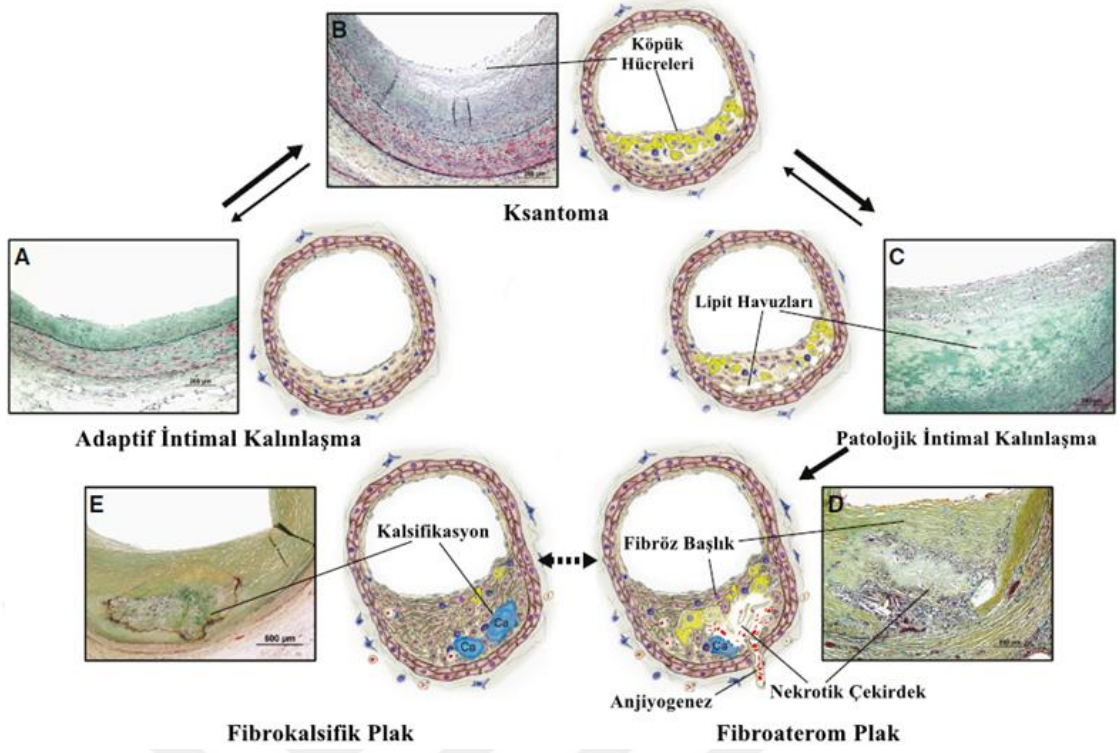 B
Köpük
Hücreleri
Ksantoma
A
Adaptif İntimal Kalınlaşma
Lipit Havuzları
C
Patolojik İntimal Kalınlaşma
E
600 µm
Kalsifikasyon
Ca
Ca
Fibrokalsifik Plak
Fibröz Başlık
D
Ca
Anjiyogenez
Nekrotik Çekirdek
Fibroaterom Plak